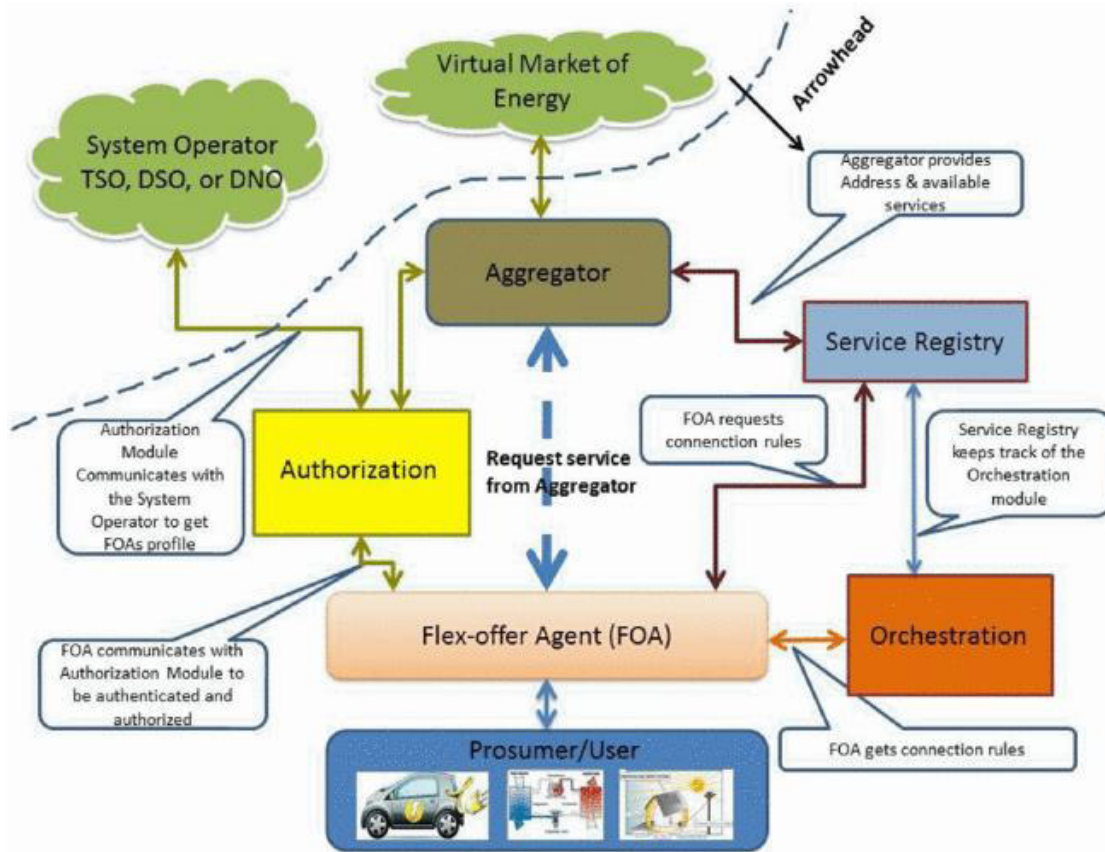 Virtual Market of
Energy
Arrowhead
System Operator
TSO, DSO, or DNO
Aggregator provides
Address & available
services
Aggregator
Service Registry
Authorization
Module
Communicates with
the System
Operator to get
FOAs profile
Authorization
Request service
from Aggregator
FOA requests
connenction rules
Service Registry
keeps track of the
Orchestration
module
FOA communicates with
Authorization Module to
be authenticated and
authorized
Flex-offer Agent (FOA)
Orchestration
FOA gets connection rules
Prosumer/User